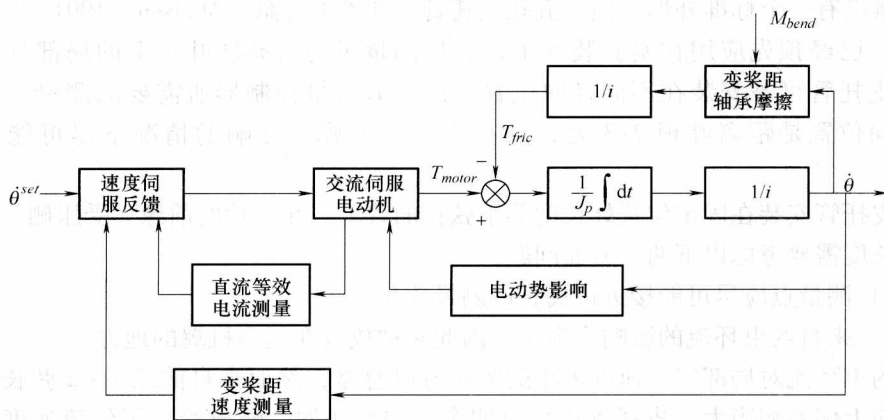 M_bend
1/i
变桨距
轴承摩擦
T_fric
θ̇^set
速度伺
服反馈
交流伺服
电动机
T_motor
−
+
1/J_p ∫ dt
1/i
θ̇
直流等效
电流测量
电动势影响
变桨距
速度测量